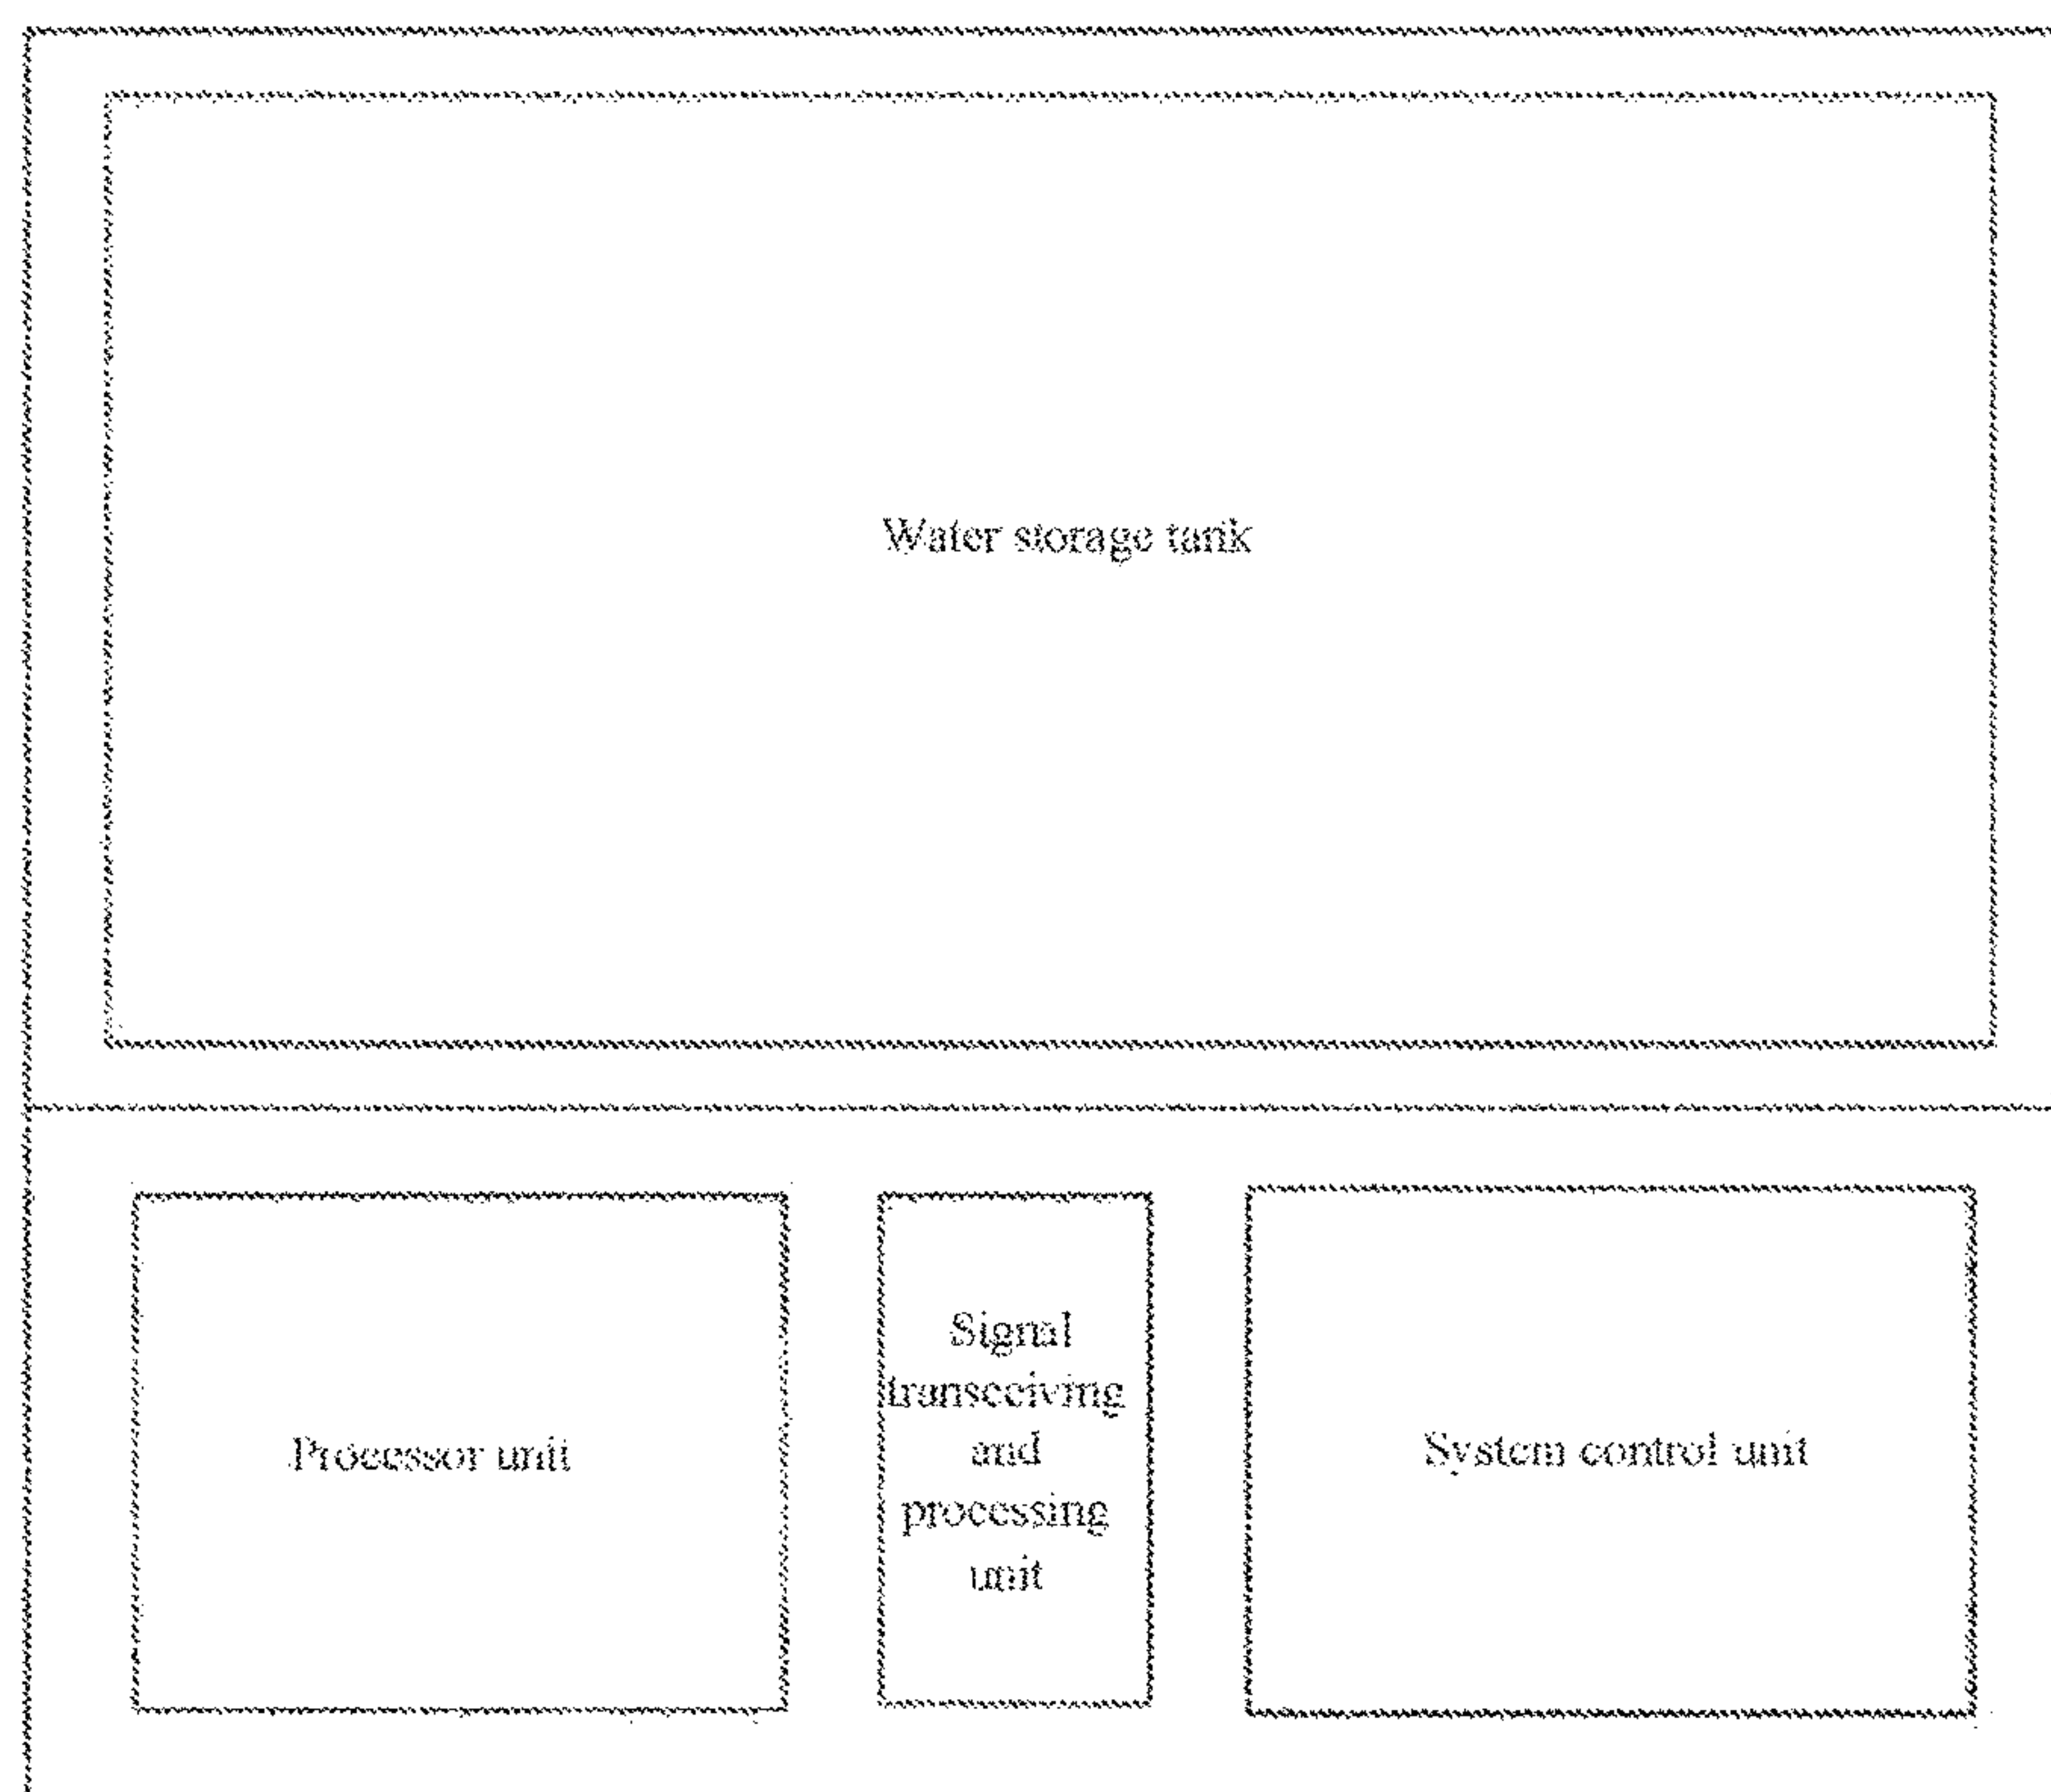 Water storage tank
Processor unit
Signal
transceiving
and
processing
unit
System control unit